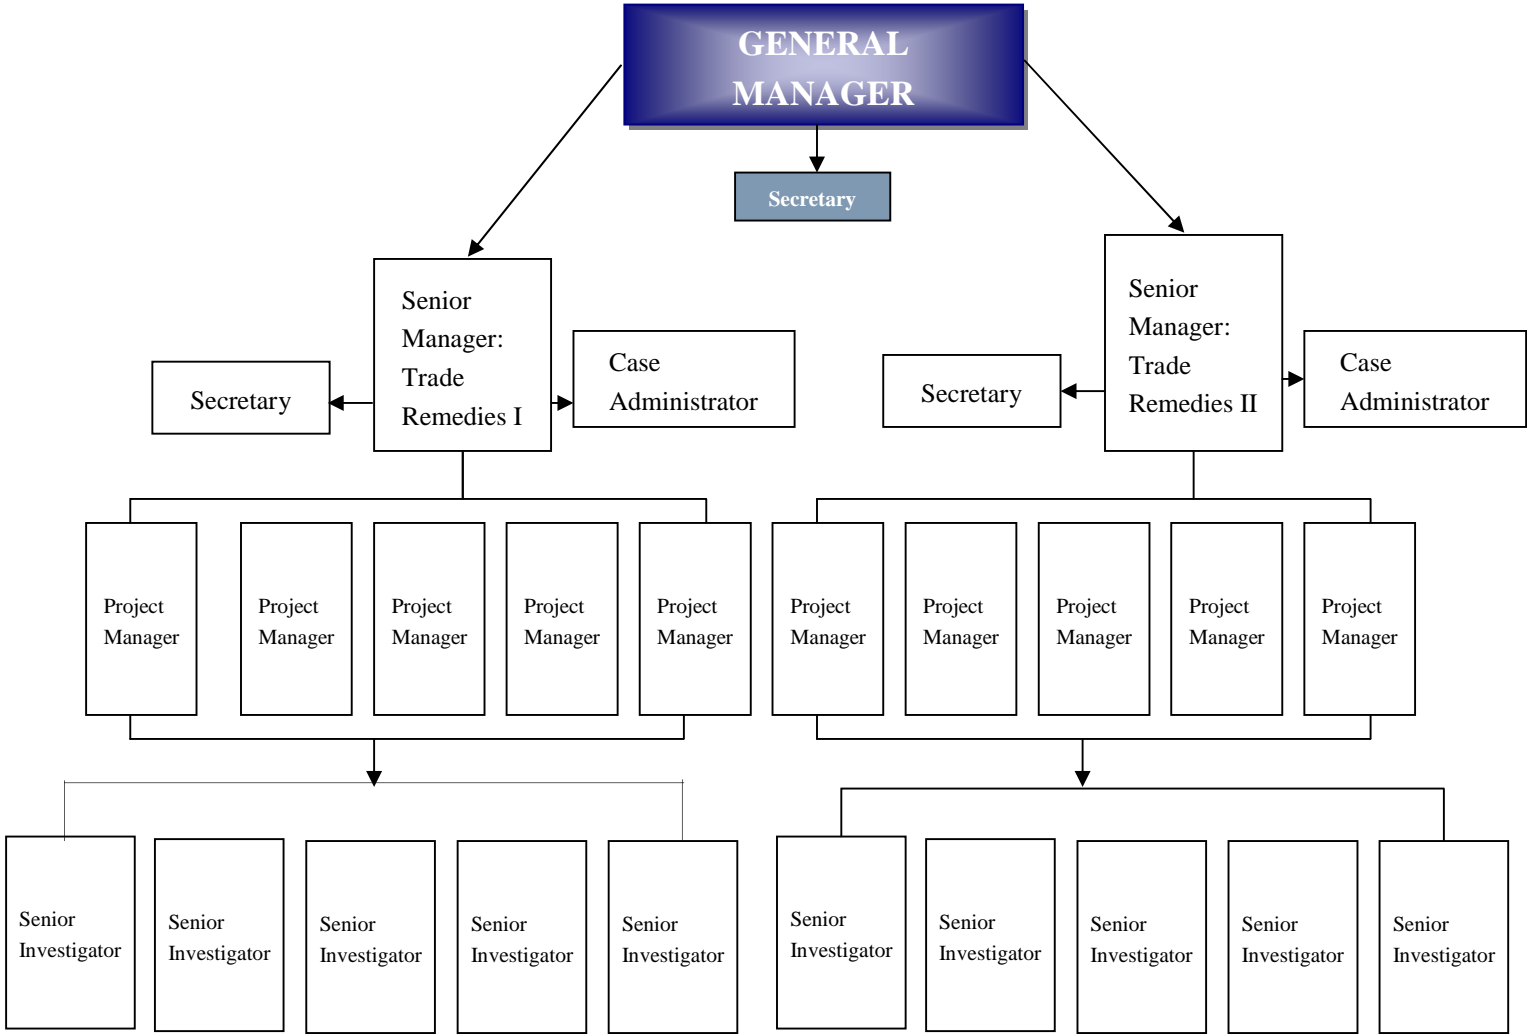 GENERAL
MANAGER
Secretary
Senior
Manager:
Trade
Remedies I
Secretary
Case
Administrator
Senior
Manager:
Trade
Remedies II
Secretary
Case
Administrator
Project
Manager
Project
Manager
Project
Manager
Project
Manager
Project
Manager
Project
Manager
Project
Manager
Project
Manager
Project
Manager
Project
Manager
Senior
Investigator
Senior
Investigator
Senior
Investigator
Senior
Investigator
Senior
Investigator
Senior
Investigator
Senior
Investigator
Senior
Investigator
Senior
Investigator
Senior
Investigator